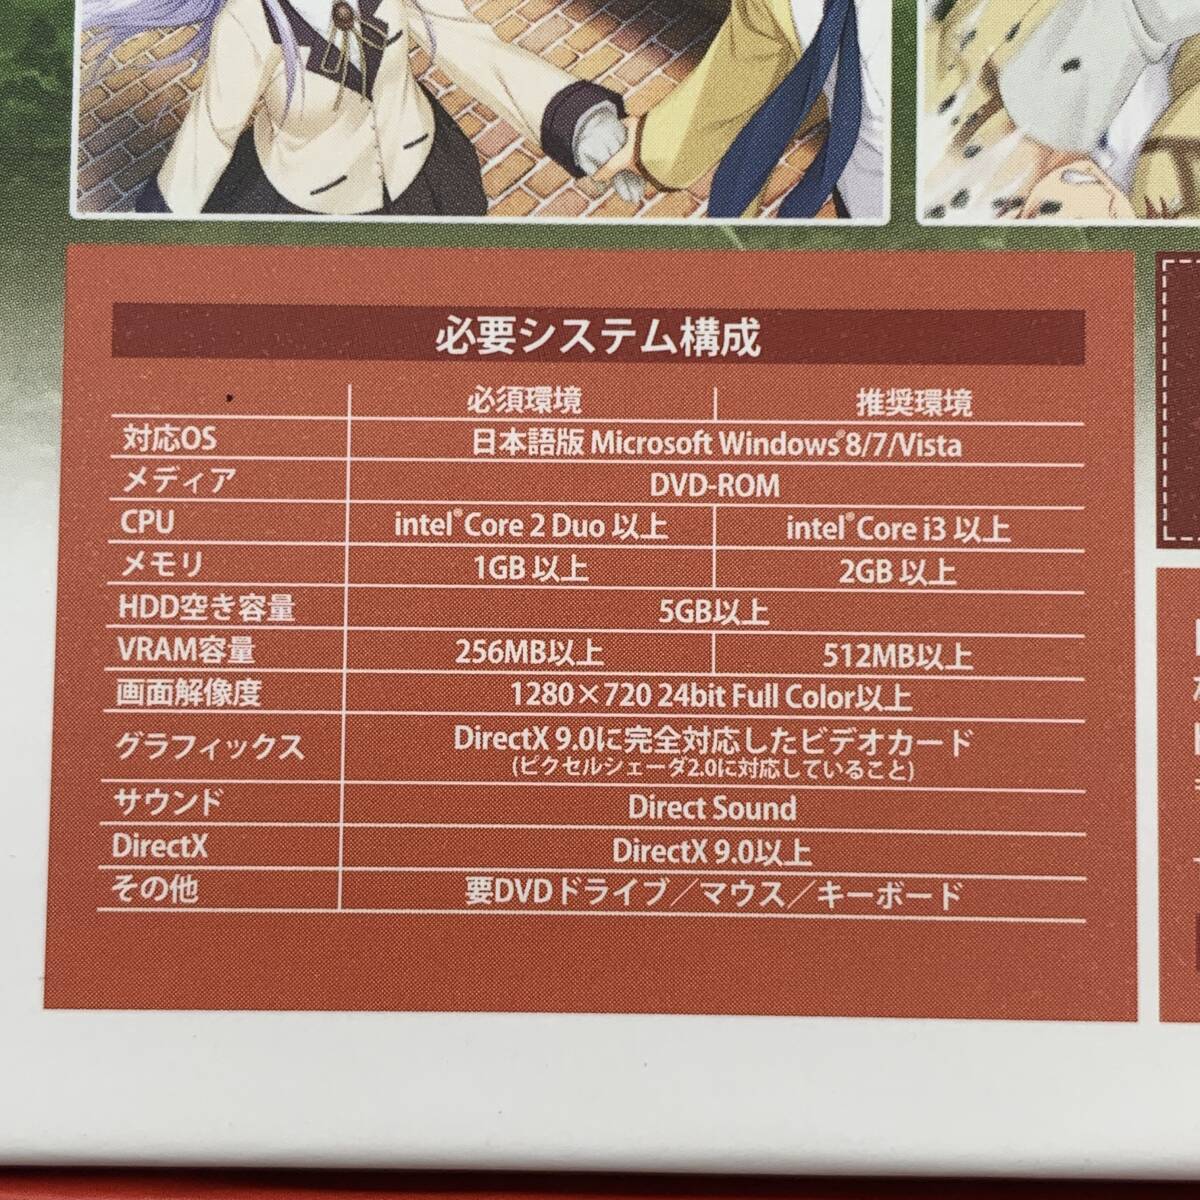 必要システム構成
必須環境 推奨環境
対応OS 日本語版 Microsoft Windows®8/7/Vista
メディア DVD-ROM
CPU intel®Core 2 Duo 以上 intel®Core i3 以上
メモリ 1GB 以上 2GB 以上
HDD空き容量 5GB以上
VRAM容量 256MB以上 512MB以上
画面解像度 1280×720 24bit Full Color以上
グラフィックス DirectX 9.0に完全対応したビデオカード
(ピクセルシェーダ2.0に対応していること)
サウンド Direct Sound
DirectX DirectX 9.0以上
その他 要DVDドライブ／マウス／キーボード